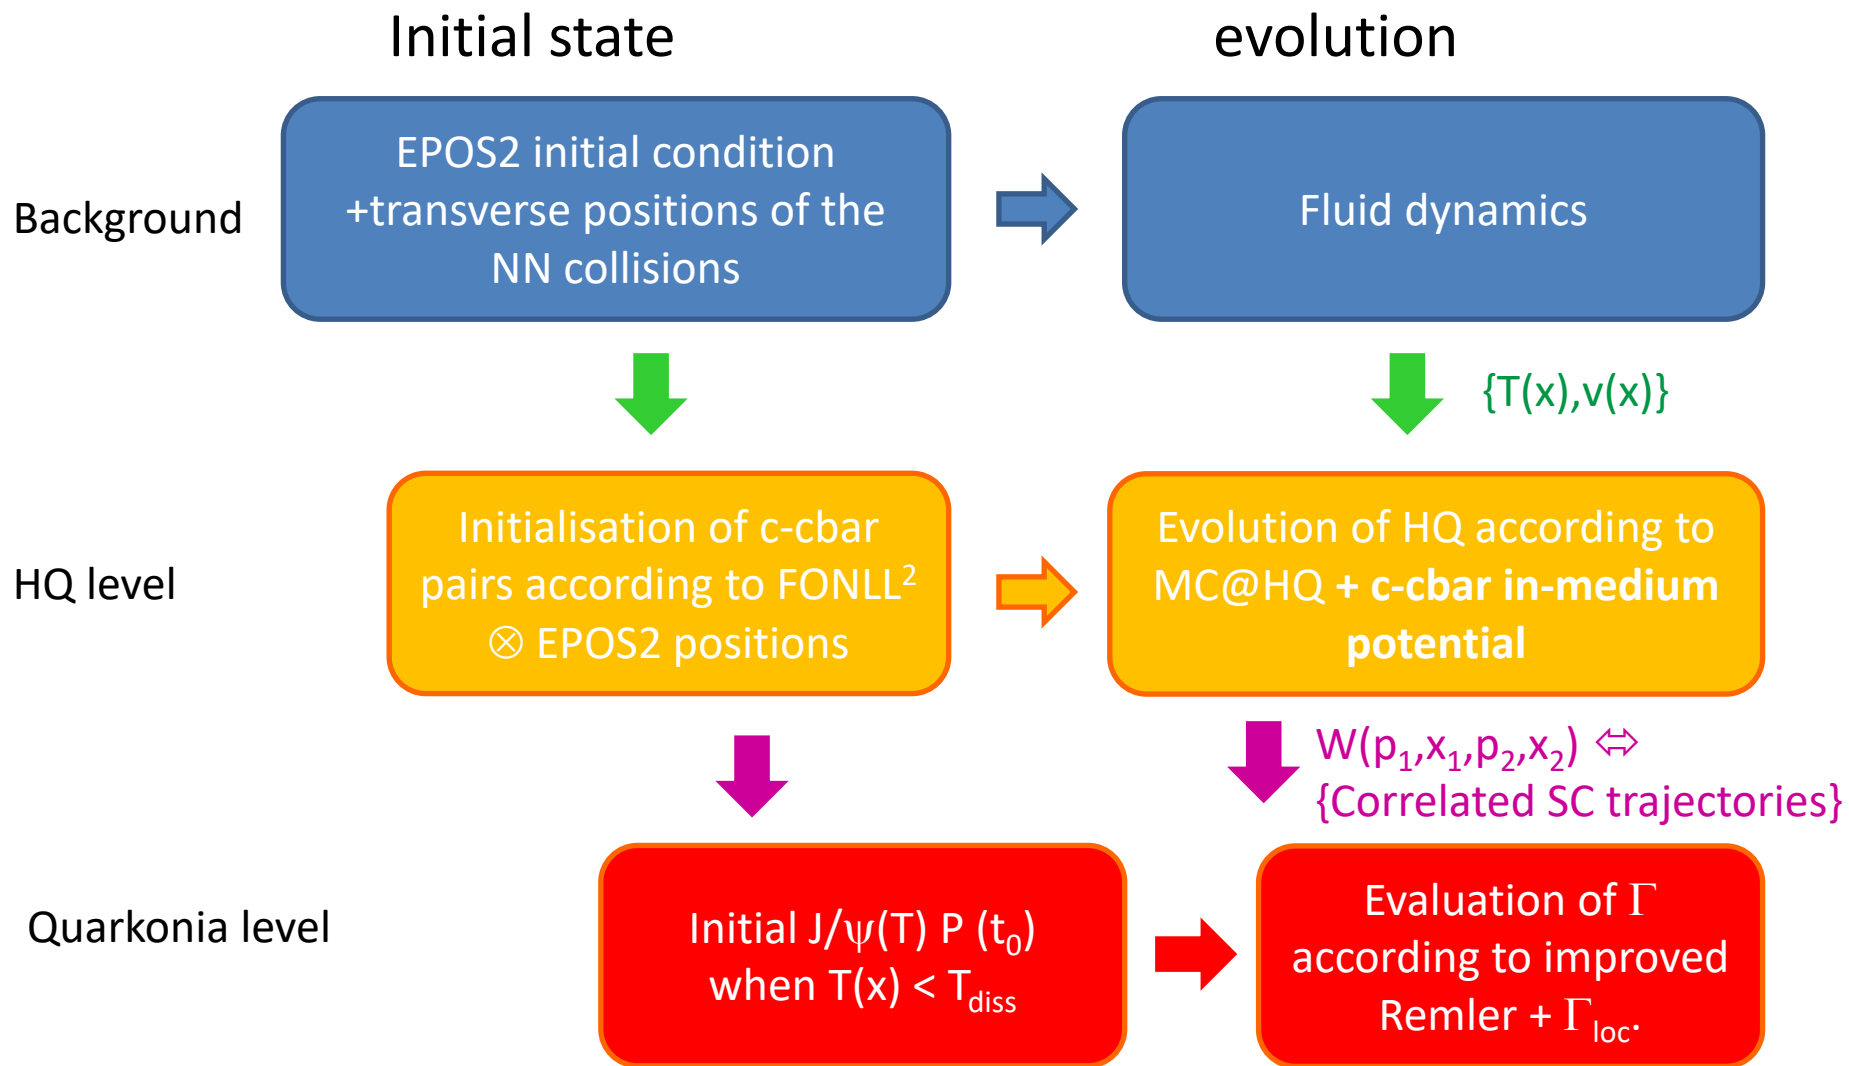 Initial state
evolution
Background
EPOS2 initial condition
+transverse positions of the
NN collisions
Fluid dynamics
{T(x),v(x)}
HQ level
Initialisation of c-cbar
pairs according to FONLL²
⊗ EPOS2 positions
Evolution of HQ according to
MC@HQ + c-cbar in-medium
potential
W(p₁,x₁,p₂,x₂) ⬄
{Correlated SC trajectories}
Quarkonia level
Initial J/ψ(T) P (t₀)
when T(x) < T_diss
Evaluation of Γ
according to improved
Remler + Γ_loc.